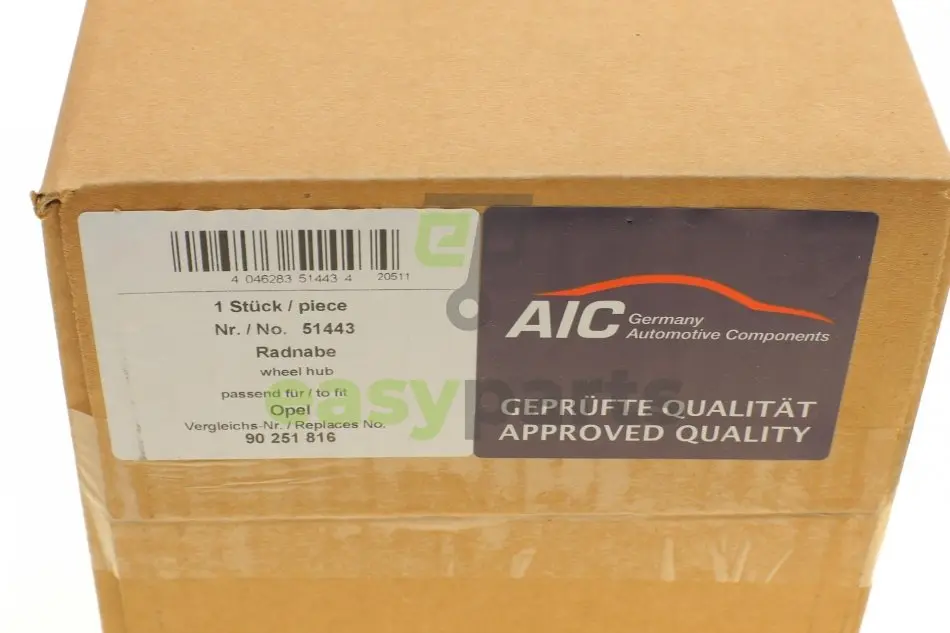 4 046283 51443 4 20511
1 Stück / piece
Nr. / No. 51443
Radnabe
wheel hub
passend für / to fit
Opel
Vergleichs-Nr. / Replaces No.
90 251 816
AIC Germany
Automotive Components
GEPRÜFTE QUALITÄT
APPROVED QUALITY
easyparts